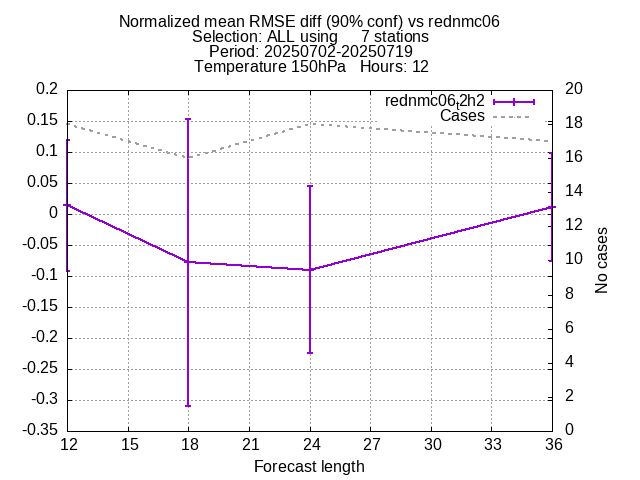 Normalized mean RMSE diff (90% conf) vs rednmc06
Selection: ALL using     7 stations
Period: 20250702-20250719
Temperature 150hPa   Hours: 12
rednmc06_t2h2
Cases
0.2
0.15
0.1
0.05
0
-0.05
-0.1
-0.15
-0.2
-0.25
-0.3
-0.35
20
18
16
14
12
10
8
6
4
2
0
No cases
12 15 18 21 24 27 30 33 36
Forecast length